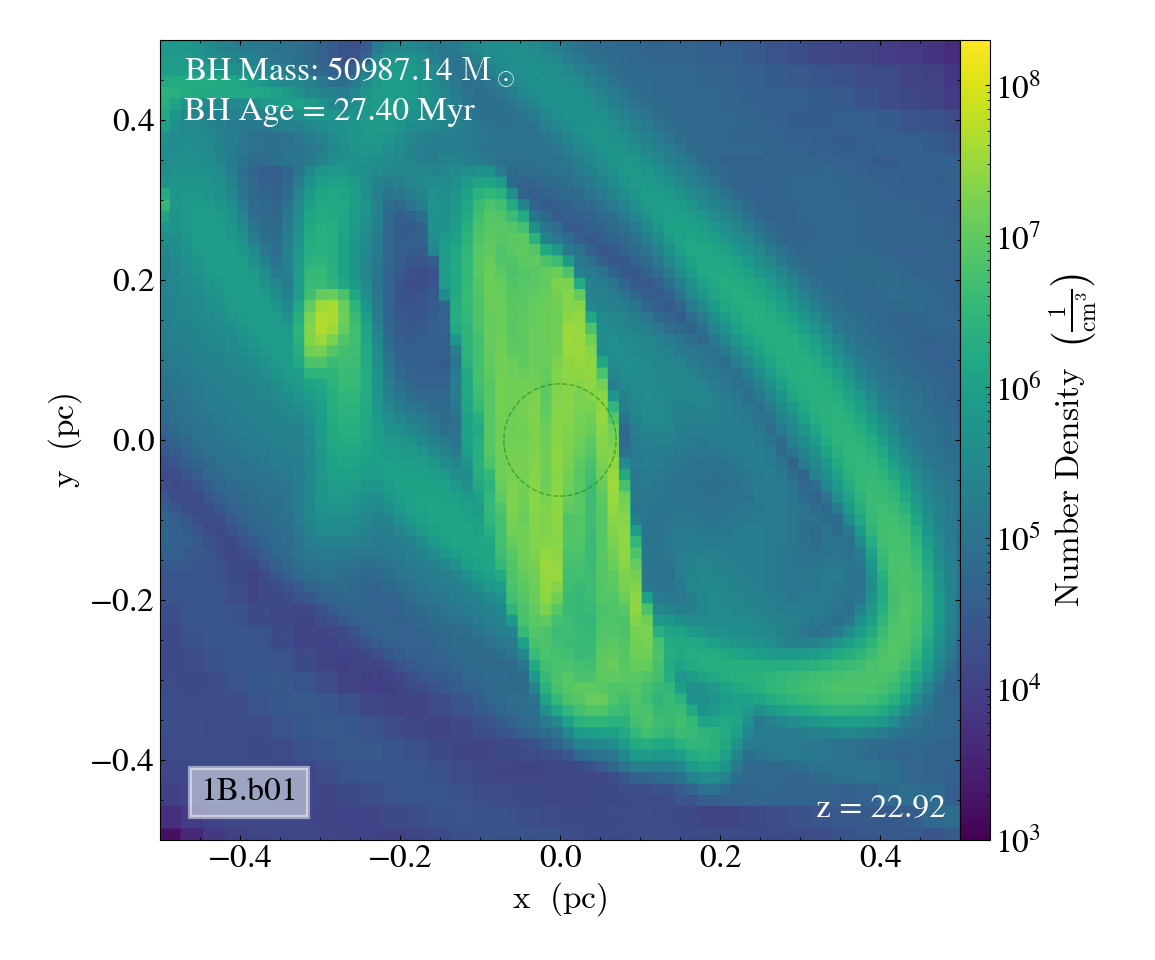 BH Mass: 50987.14 M⊙
BH Age = 27.40 Myr
1B.b01
z = 22.92
0.4
0.2
0.0
−0.2
−0.4
y (pc)
−0.4 −0.2 0.0 0.2 0.4
x (pc)
10⁸
10⁷
10⁶
10⁵
10⁴
10³
Number Density (1/cm³)